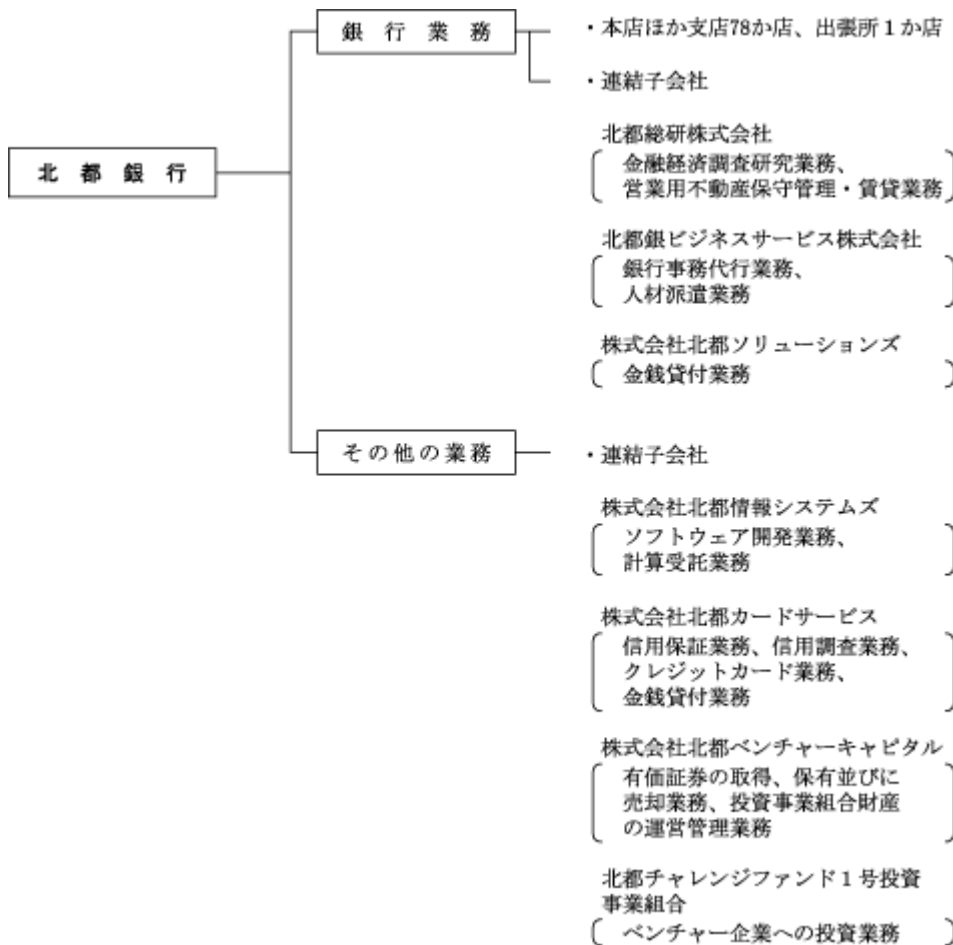 銀行業務
・本店ほか支店78か店、出張所１か店
・連結子会社
北都総研株式会社
金融経済調査研究業務、
営業用不動産保守管理・賃貸業務
北都銀行
北都銀ビジネスサービス株式会社
銀行事務代行業務、
人材派遣業務
株式会社北都ソリューションズ
金銭貸付業務
その他の業務
・連結子会社
株式会社北都情報システムズ
ソフトウェア開発業務、
計算受託業務
株式会社北都カードサービス
信用保証業務、信用調査業務、
クレジットカード業務、
金銭貸付業務
株式会社北都ベンチャーキャピタル
有価証券の取得、保有並びに
売却業務、投資事業組合財産
の運営管理業務
北都チャレンジファンド１号投資
事業組合
ベンチャー企業への投資業務